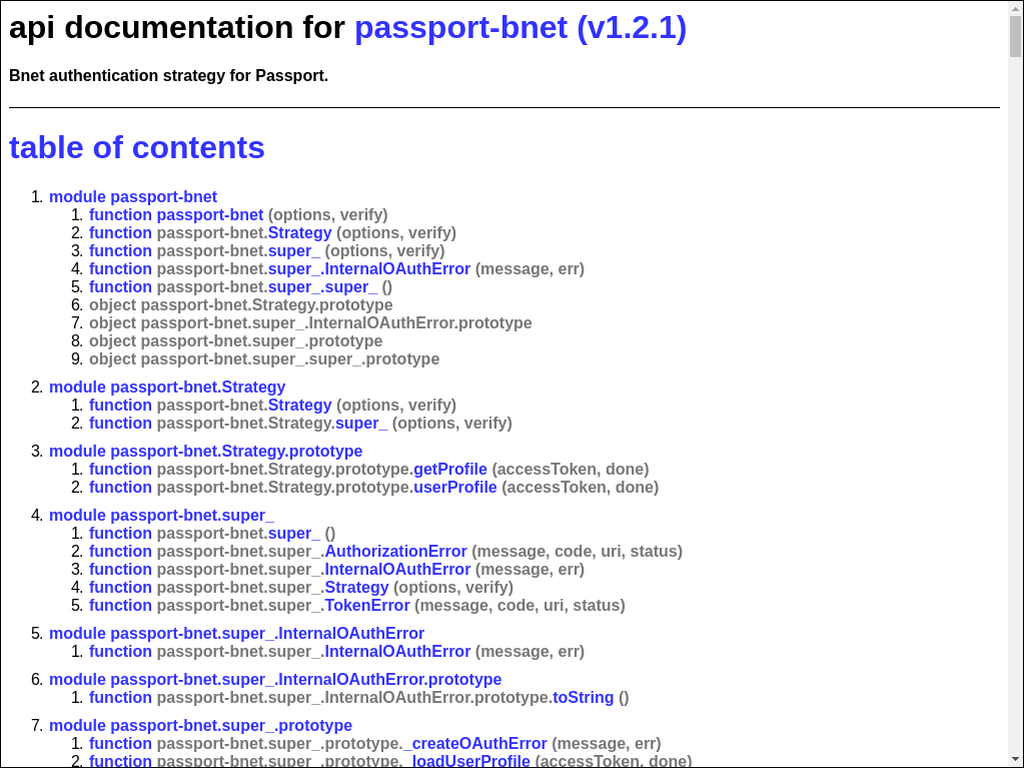 api documentation for passport-bnet (v1.2.1)
Bnet authentication strategy for Passport.
table of contents
1. module passport-bnet
1. function passport-bnet (options, verify)
2. function passport-bnet.Strategy (options, verify)
3. function passport-bnet.super_ (options, verify)
4. function passport-bnet.super_.InternalOAuthError (message, err)
5. function passport-bnet.super_.super_ ()
6. object passport-bnet.Strategy.prototype
7. object passport-bnet.super_.InternalOAuthError.prototype
8. object passport-bnet.super_.prototype
9. object passport-bnet.super_.super_.prototype
2. module passport-bnet.Strategy
1. function passport-bnet.Strategy (options, verify)
2. function passport-bnet.Strategy.super_ (options, verify)
3. module passport-bnet.Strategy.prototype
1. function passport-bnet.Strategy.prototype.getProfile (accessToken, done)
2. function passport-bnet.Strategy.prototype.userProfile (accessToken, done)
4. module passport-bnet.super_
1. function passport-bnet.super_ ()
2. function passport-bnet.super_.AuthorizationError (message, code, uri, status)
3. function passport-bnet.super_.InternalOAuthError (message, err)
4. function passport-bnet.super_.Strategy (options, verify)
5. function passport-bnet.super_.TokenError (message, code, uri, status)
5. module passport-bnet.super_.InternalOAuthError
1. function passport-bnet.super_.InternalOAuthError (message, err)
6. module passport-bnet.super_.InternalOAuthError.prototype
1. function passport-bnet.super_.InternalOAuthError.prototype.toString ()
7. module passport-bnet.super_.prototype
1. function passport-bnet.super_.prototype._createOAuthError (message, err)
2. function passport-bnet.super_.prototype._loadUserProfile (accessToken, done)